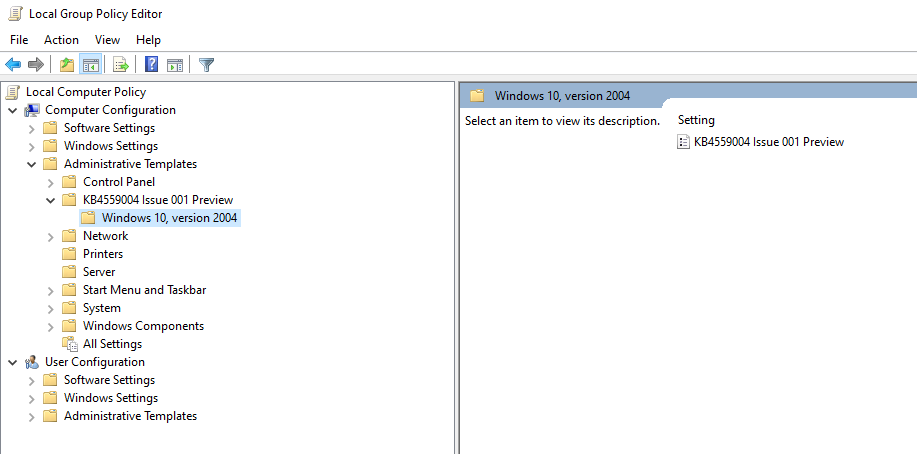 Local Group Policy Editor
File Action View Help
Local Computer Policy
Computer Configuration
Software Settings
Windows Settings
Administrative Templates
Control Panel
KB4559004 Issue 001 Preview
Windows 10, version 2004
Network
Printers
Server
Start Menu and Taskbar
System
Windows Components
All Settings
User Configuration
Software Settings
Windows Settings
Administrative Templates
Windows 10, version 2004
Select an item to view its description.
Setting
KB4559004 Issue 001 Preview